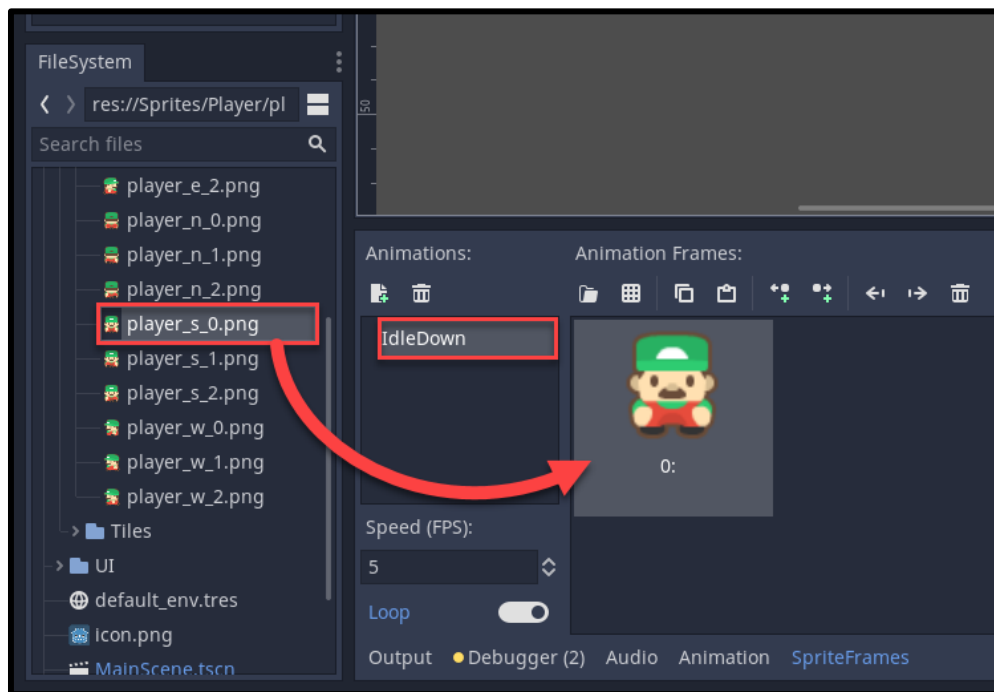 FileSystem
res://Sprites/Player/pl
Search files
player_e_2.png
player_n_0.png
player_n_1.png
player_n_2.png
player_s_0.png
player_s_1.png
player_s_2.png
player_w_0.png
player_w_1.png
player_w_2.png
Tiles
UI
default_env.tres
icon.png
MainScene.tscn
50
Animations:
Animation Frames:
IdleDown
0:
Speed (FPS):
5
Loop
Output Debugger (2) Audio Animation SpriteFrames